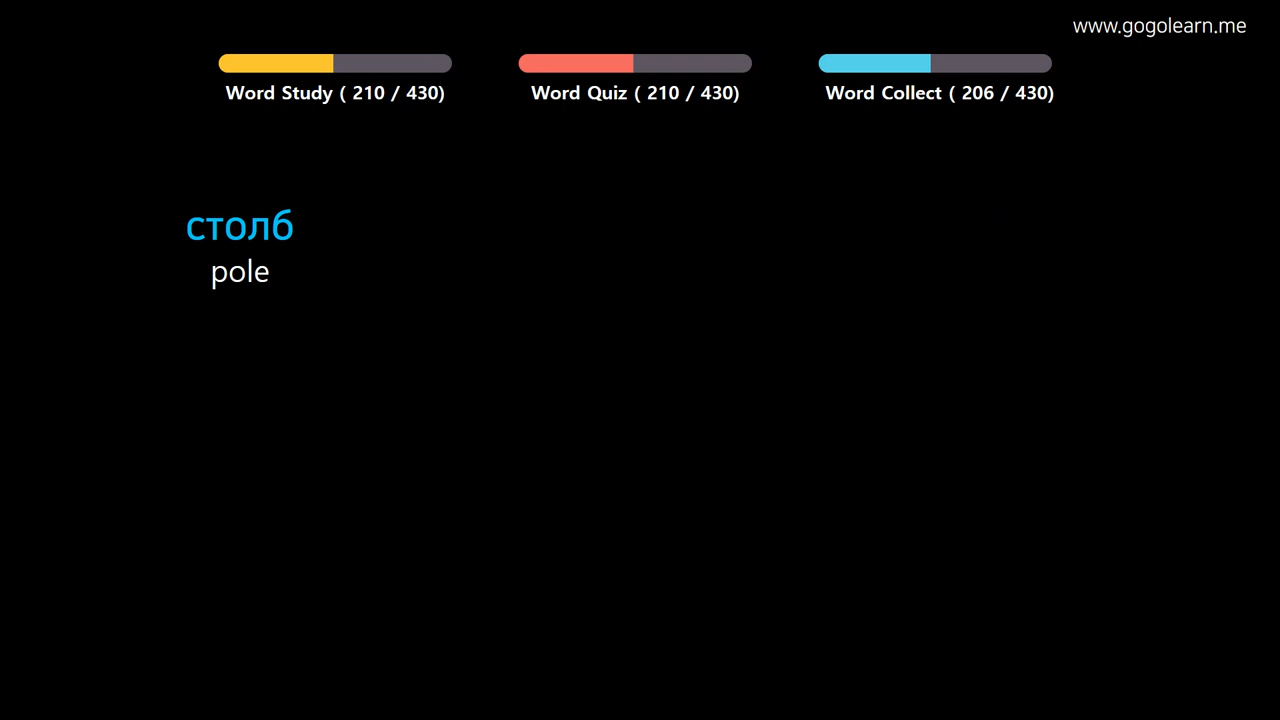 www.gogolearn.me
Word Study ( 210 / 430)
Word Quiz ( 210 / 430)
Word Collect ( 206 / 430)
столб
pole